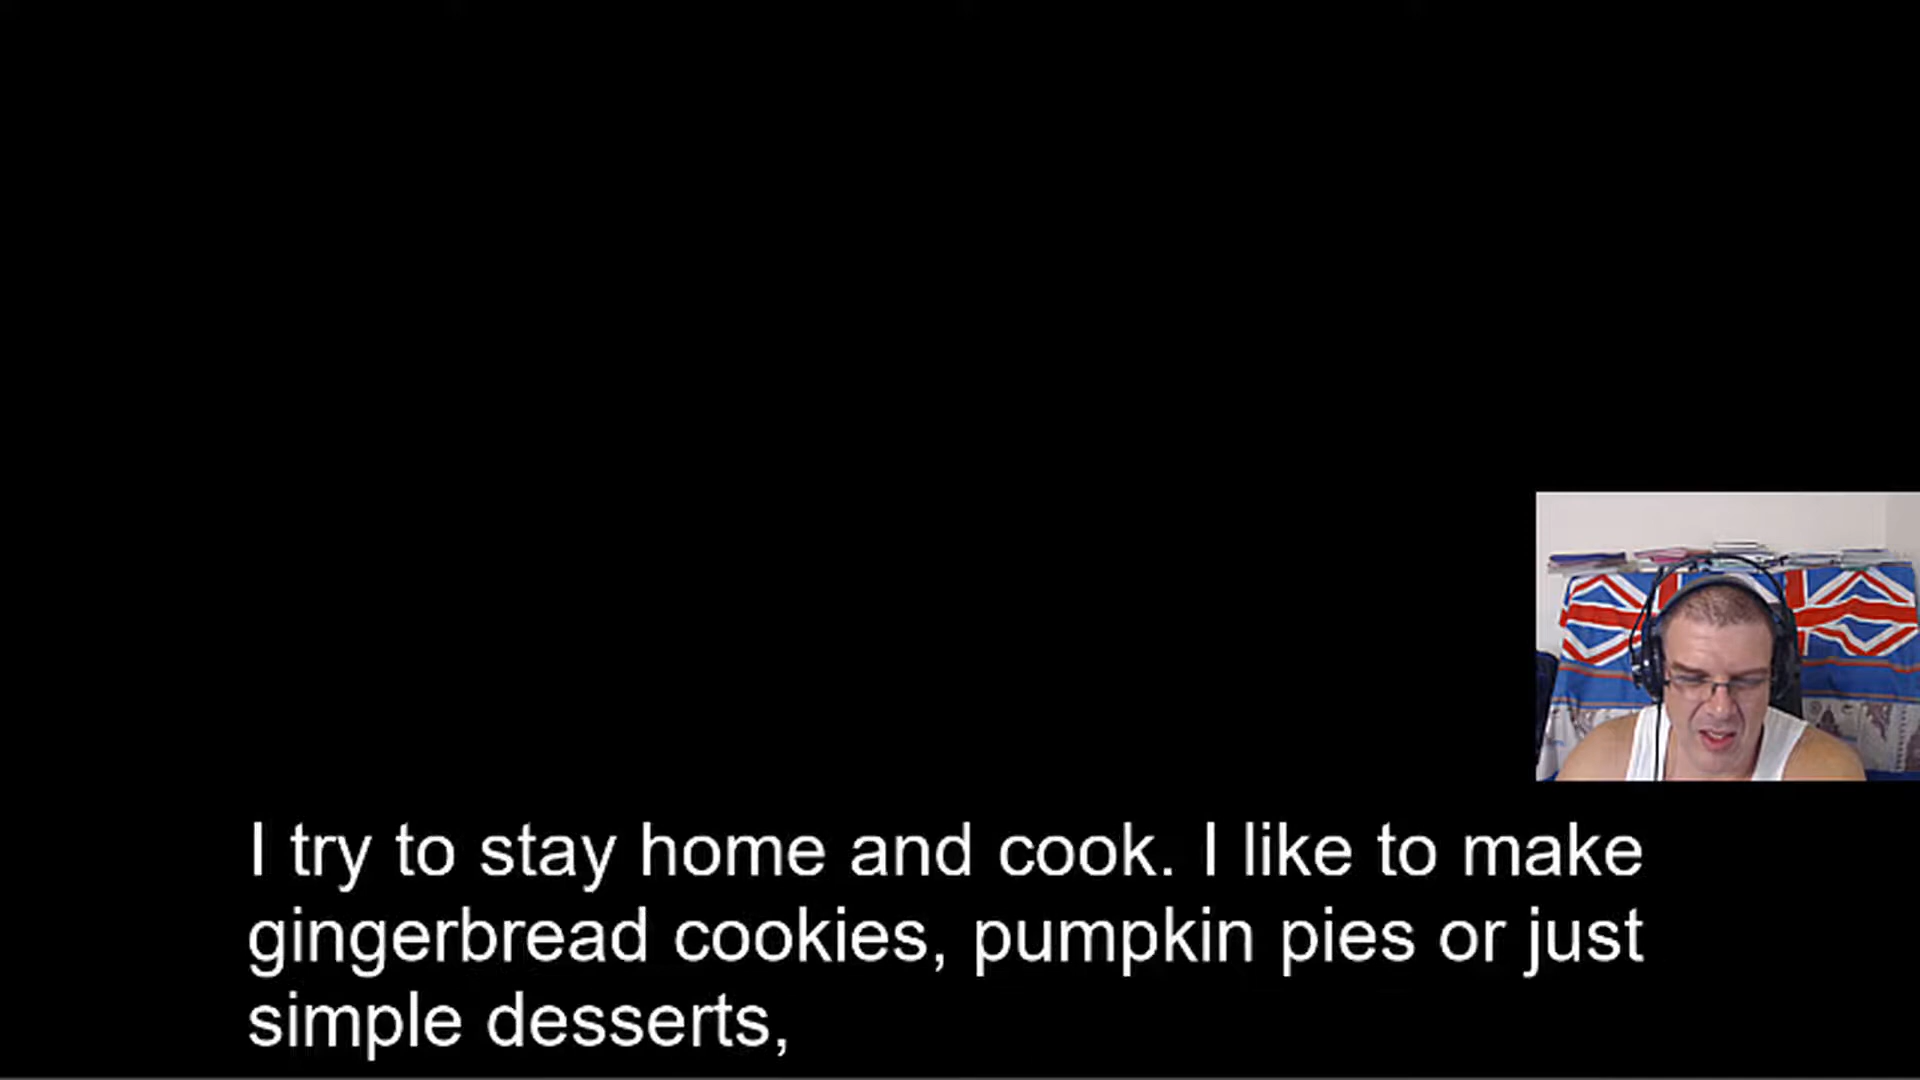 I try to stay home and cook. I like to make
gingerbread cookies, pumpkin pies or just
simple desserts,